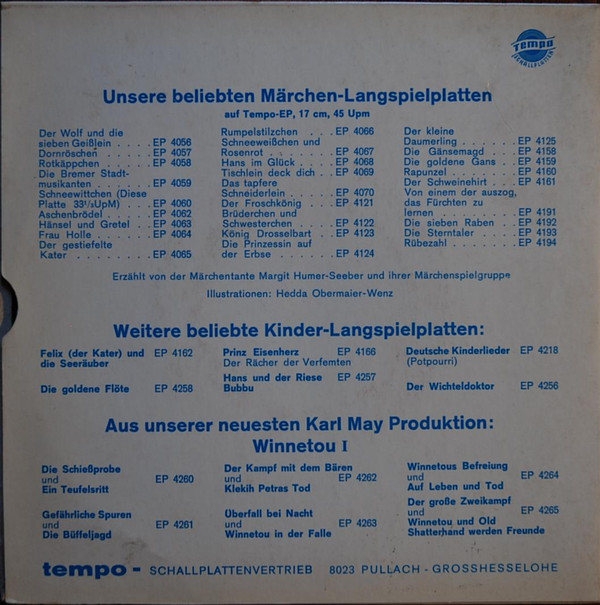 Tempo
SCHALLPLATTEN
Unsere beliebten Märchen-Langspielplatten
auf Tempo-EP, 17 cm, 45 Upm
Der Wolf und die
sieben Geißlein . . . . EP 4056
Dornröschen . . . . . EP 4057
Rotkäppchen . . . . . EP 4058
Die Bremer Stadt-
musikanten . . . . . EP 4059
Schneewittchen (Diese
Platte 33¹/₃UpM) . . . EP 4060
Aschenbrödel . . . . . EP 4062
Hänsel und Gretel . . EP 4063
Frau Holle . . . . . . EP 4064
Der gestiefelte
Kater . . . . . . . . EP 4065
Rumpelstilzchen . . . EP 4066
Schneeweißchen und
Rosenrot . . . . . . . EP 4067
Hans im Glück . . . . EP 4068
Tischlein deck dich . . EP 4069
Das tapfere
Schneiderlein . . . . . EP 4070
Der Froschkönig . . . EP 4121
Brüderchen und
Schwesterchen . . . . EP 4122
König Drosselbart . . EP 4123
Die Prinzessin auf
der Erbse . . . . . . EP 4124
Der kleine
Daumerling . . . . . . EP 4125
Die Gänsemagd . . . . EP 4158
Die goldene Gans . . . EP 4159
Rapunzel . . . . . . . EP 4160
Der Schweinehirt . . . EP 4161
Von einem der auszog,
das Fürchten zu
lernen . . . . . . . . EP 4191
Die sieben Raben . . . EP 4192
Die Sterntaler . . . . . EP 4193
Rübezahl . . . . . . . EP 4194
Erzählt von der Märchentante Margit Humer-Seeber und ihrer Märchenspielgruppe
Illustrationen: Hedda Obermaier-Wenz
Weitere beliebte Kinder-Langspielplatten:
Felix (der Kater) und EP 4162
die Seeräuber
Die goldene Flöte EP 4258
Prinz Eisenherz EP 4166
Der Rächer der Verfemten
Hans und der Riese EP 4257
Bubbu
Deutsche Kinderlieder EP 4218
(Potpourri)
Der Wichteldoktor EP 4256
Aus unserer neuesten Karl May Produktion:
Winnetou I
Die Schießprobe
und EP 4260
Ein Teufelsritt
Gefährliche Spuren
und EP 4261
Die Büffeljagd
Der Kampf mit dem Bären
und EP 4262
Klekih Petras Tod
Überfall bei Nacht
und EP 4263
Winnetou in der Falle
Winnetous Befreiung
und EP 4264
Auf Leben und Tod
Der große Zweikampf
und EP 4265
Winnetou und Old
Shatterhand werden Freunde
tempo - SCHALLPLATTENVERTRIEB 8023 PULLACH - GROSSHESSELOHE